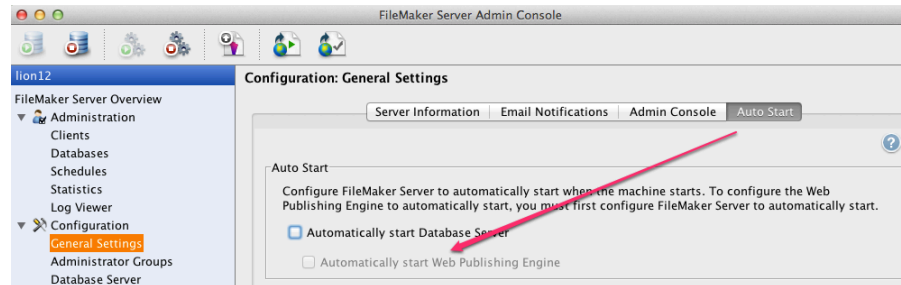 FileMaker Server Admin Console
lion12
FileMaker Server Overview
Administration
Clients
Databases
Schedules
Statistics
Log Viewer
Configuration
General Settings
Administrator Groups
Database Server
Configuration: General Settings
Server Information Email Notifications Admin Console Auto Start
?
Auto Start
Configure FileMaker Server to automatically start when the machine starts. To configure the Web
Publishing Engine to automatically start, you must first configure FileMaker Server to automatically start.
Automatically start Database Server
Automatically start Web Publishing Engine